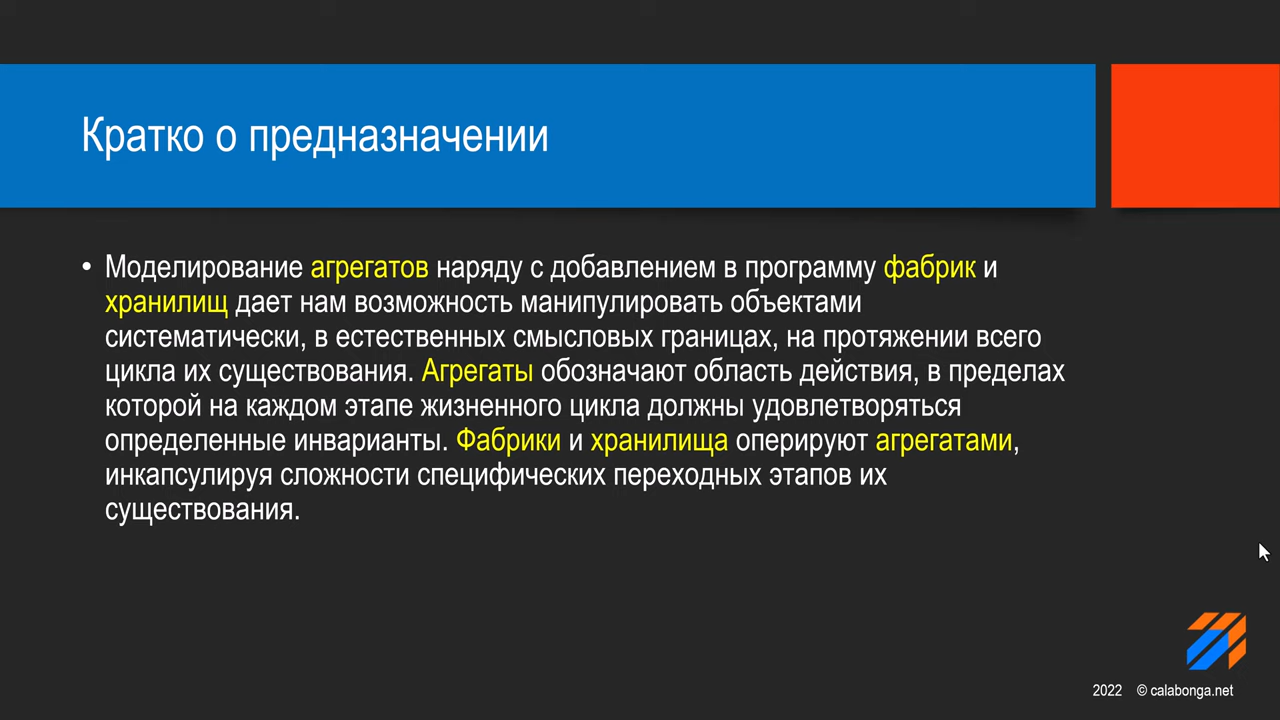 Кратко о предназначении
• Моделирование агрегатов наряду с добавлением в программу фабрик и
хранилищ дает нам возможность манипулировать объектами
систематически, в естественных смысловых границах, на протяжении всего
цикла их существования. Агрегаты обозначают область действия, в пределах
которой на каждом этапе жизненного цикла должны удовлетворяться
определенные инварианты. Фабрики и хранилища оперируют агрегатами,
инкапсулируя сложности специфических переходных этапов их
существования.
2022 © calabonga.net